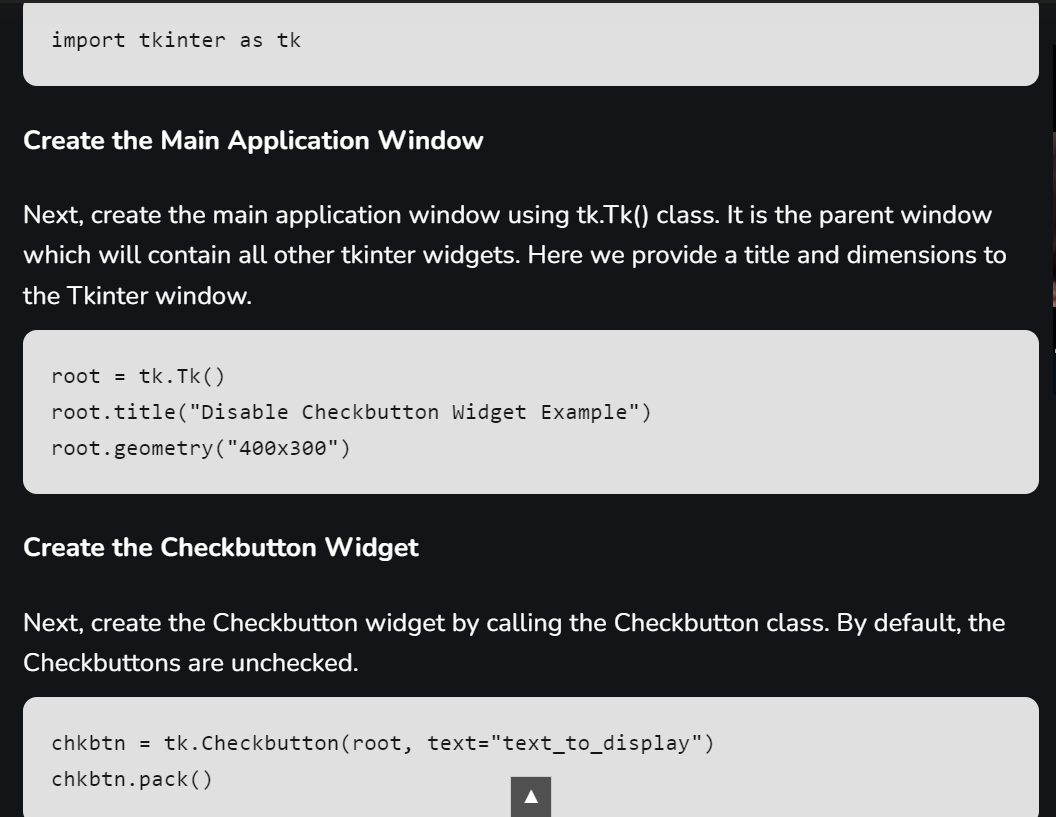 import tkinter as tk
Create the Main Application Window
Next, create the main application window using tk.Tk() class. It is the parent window
which will contain all other tkinter widgets. Here we provide a title and dimensions to
the Tkinter window.
root = tk.Tk()
root.title("Disable Checkbutton Widget Example")
root.geometry("400x300")
Create the Checkbutton Widget
Next, create the Checkbutton widget by calling the Checkbutton class. By default, the
Checkbuttons are unchecked.
chkbtn = tk.Checkbutton(root, text="text_to_display")
chkbtn.pack()